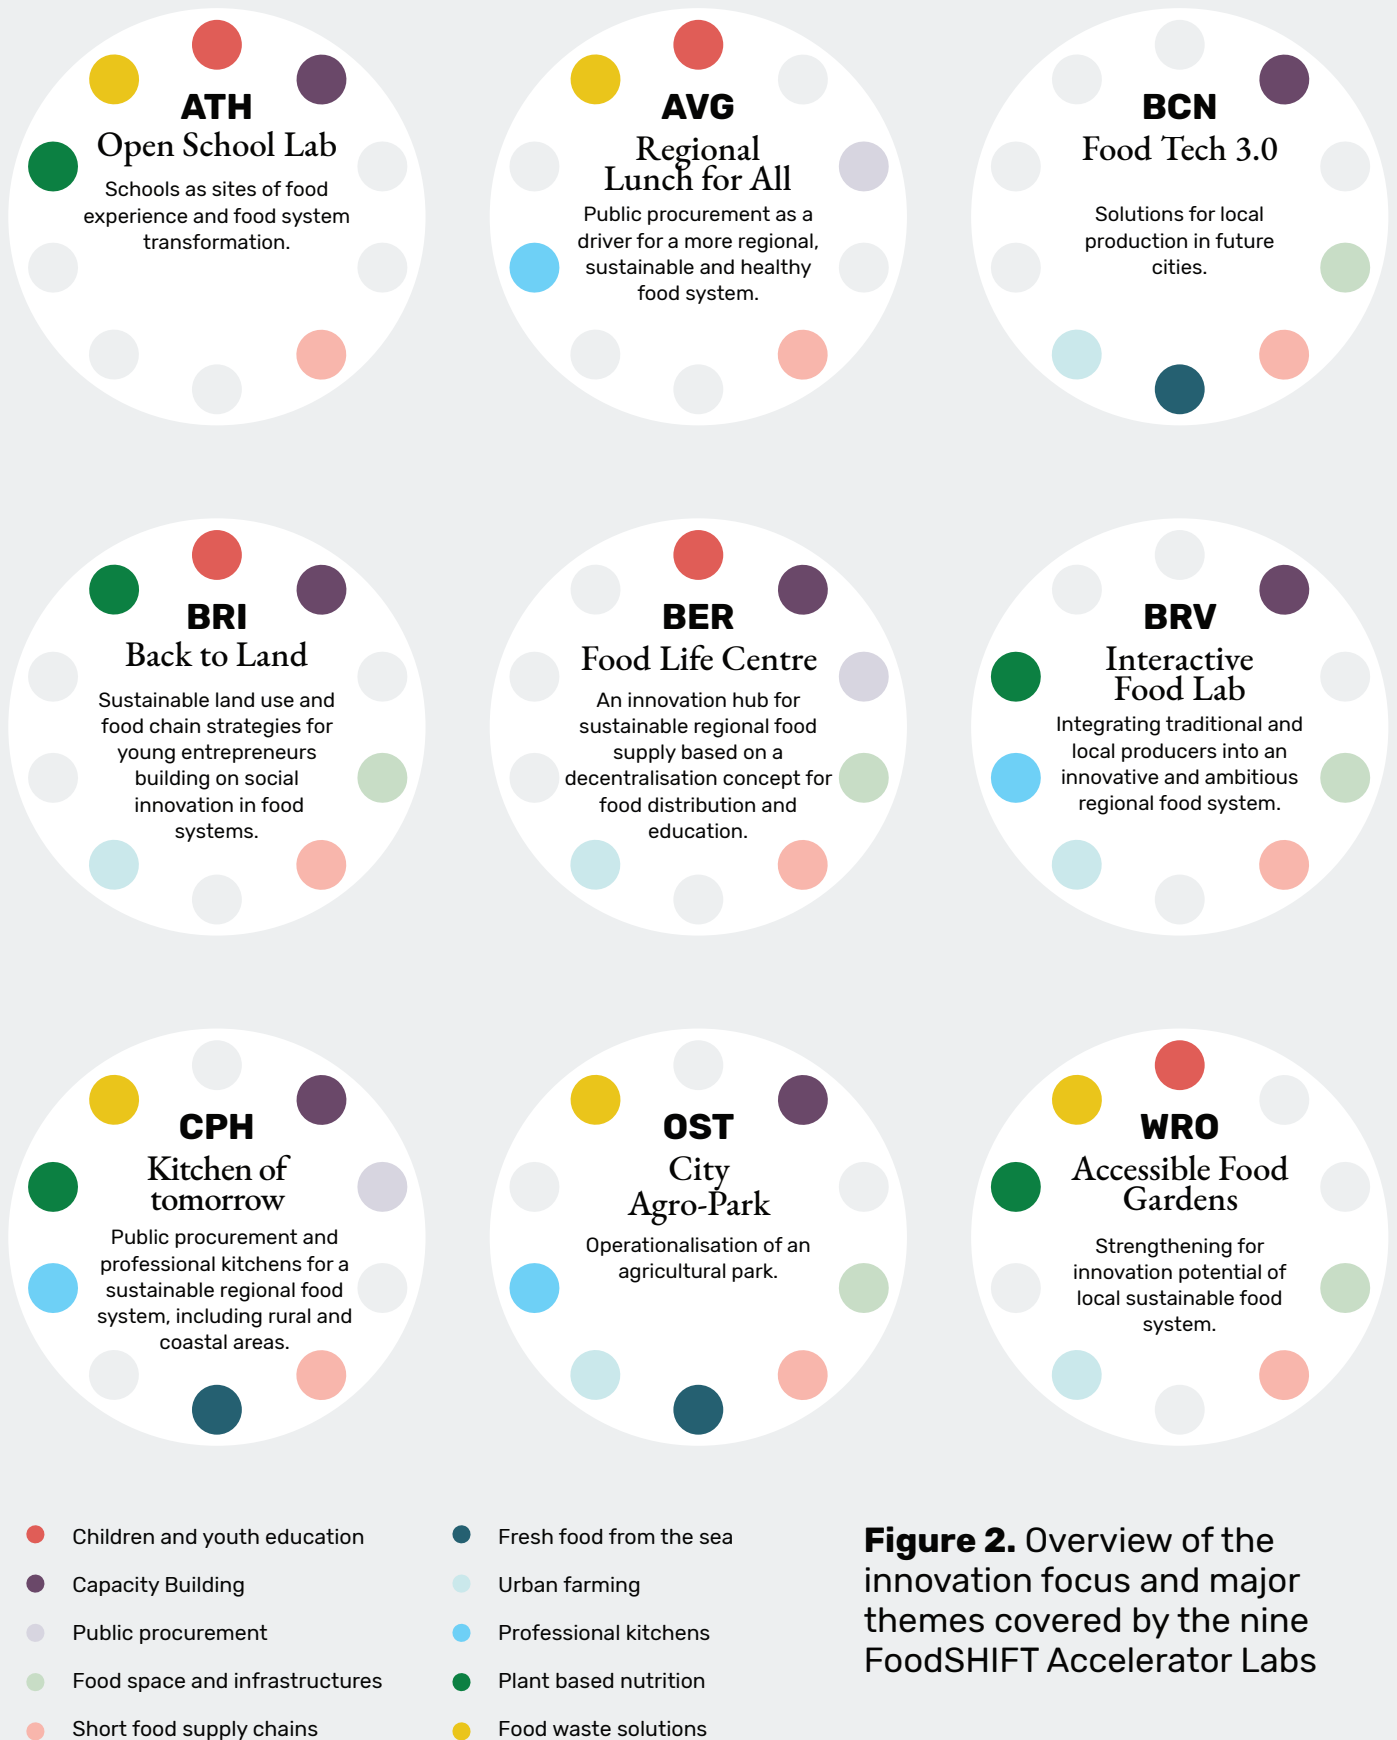 ATH
Open School Lab
Schools as sites of food
experience and food system
transformation.
AVG
Regional
Lunch for All
Public procurement as a
driver for a more regional,
sustainable and healthy
food system.
BCN
Food Tech 3.0
Solutions for local
production in future
cities.
BRI
Back to Land
Sustainable land use and
food chain strategies for
young entrepreneurs
building on social
innovation in food
systems.
BER
Food Life Centre
An innovation hub for
sustainable regional food
supply based on a
decentralisation concept for
food distribution and
education.
BRV
Interactive
Food Lab
Integrating traditional and
local producers into an
innovative and ambitious
regional food system.
CPH
Kitchen of
tomorrow
Public procurement and
professional kitchens for a
sustainable regional food
system, including rural and
coastal areas.
OST
City
Agro-Park
Operationalisation of an
agricultural park.
WRO
Accessible Food
Gardens
Strengthening for
innovation potential of
local sustainable food
system.
Children and youth education
Capacity Building
Public procurement
Food space and infrastructures
Short food supply chains
Fresh food from the sea
Urban farming
Professional kitchens
Plant based nutrition
Food waste solutions
Figure 2. Overview of the
innovation focus and major
themes covered by the nine
FoodSHIFT Accelerator Labs